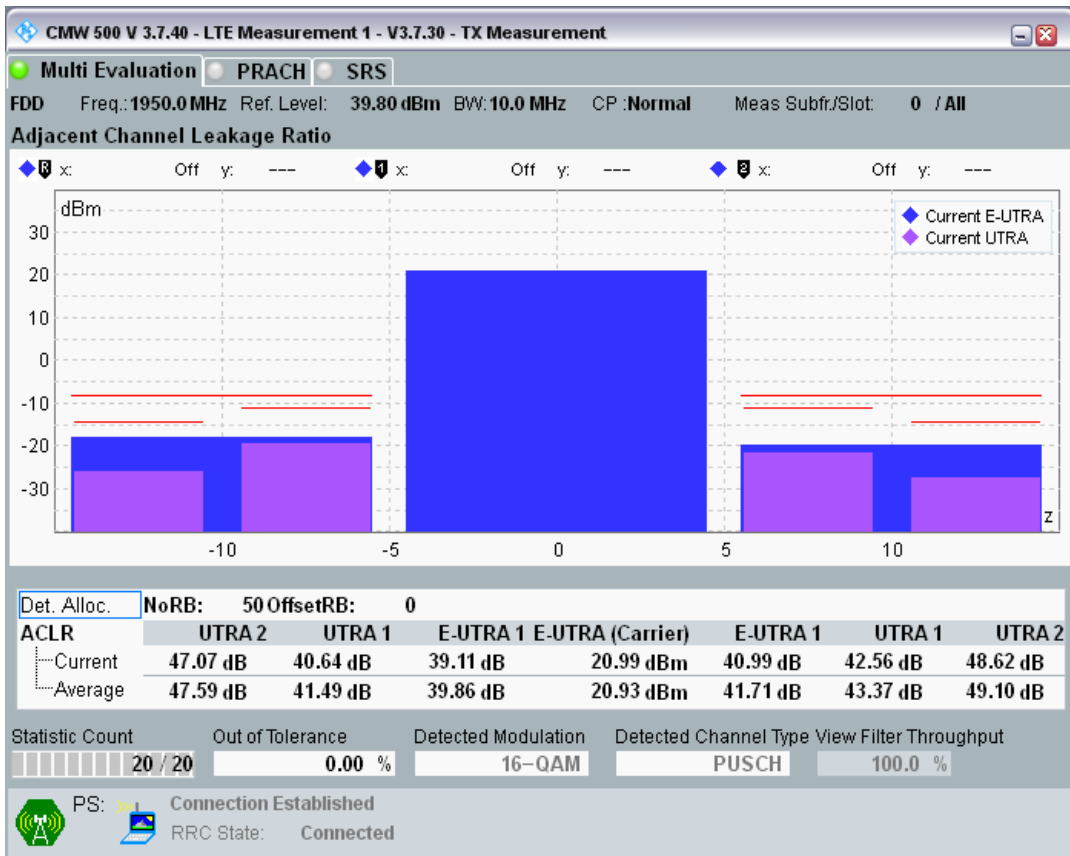 CMW 500 V 3.7.40 - LTE Measurement 1 - V3.7.30 - TX Measurement
Multi Evaluation PRACH SRS
FDD Freq.: 1950.0 MHz Ref. Level: 39.80 dBm BW: 10.0 MHz CP : Normal Meas Subfr./Slot: 0 / All
Adjacent Channel Leakage Ratio
R x: Off y: --- 1 x: Off y: --- 2 x: Off y: ---
dBm
Current E-UTRA
Current UTRA
30
20
10
0
-10
-20
-30
z
-10 -5 0 5 10
Det. Alloc. NoRB: 50 OffsetRB: 0
ACLR UTRA 2 UTRA 1 E-UTRA 1 E-UTRA (Carrier) E-UTRA 1 UTRA 1 UTRA 2
Current 47.07 dB 40.64 dB 39.11 dB 20.99 dBm 40.99 dB 42.56 dB 48.62 dB
Average 47.59 dB 41.49 dB 39.86 dB 20.93 dBm 41.71 dB 43.37 dB 49.10 dB
Statistic Count Out of Tolerance Detected Modulation Detected Channel Type View Filter Throughput
20 / 20 0.00 % 16-QAM PUSCH 100.0 %
PS: Connection Established
RRC State: Connected